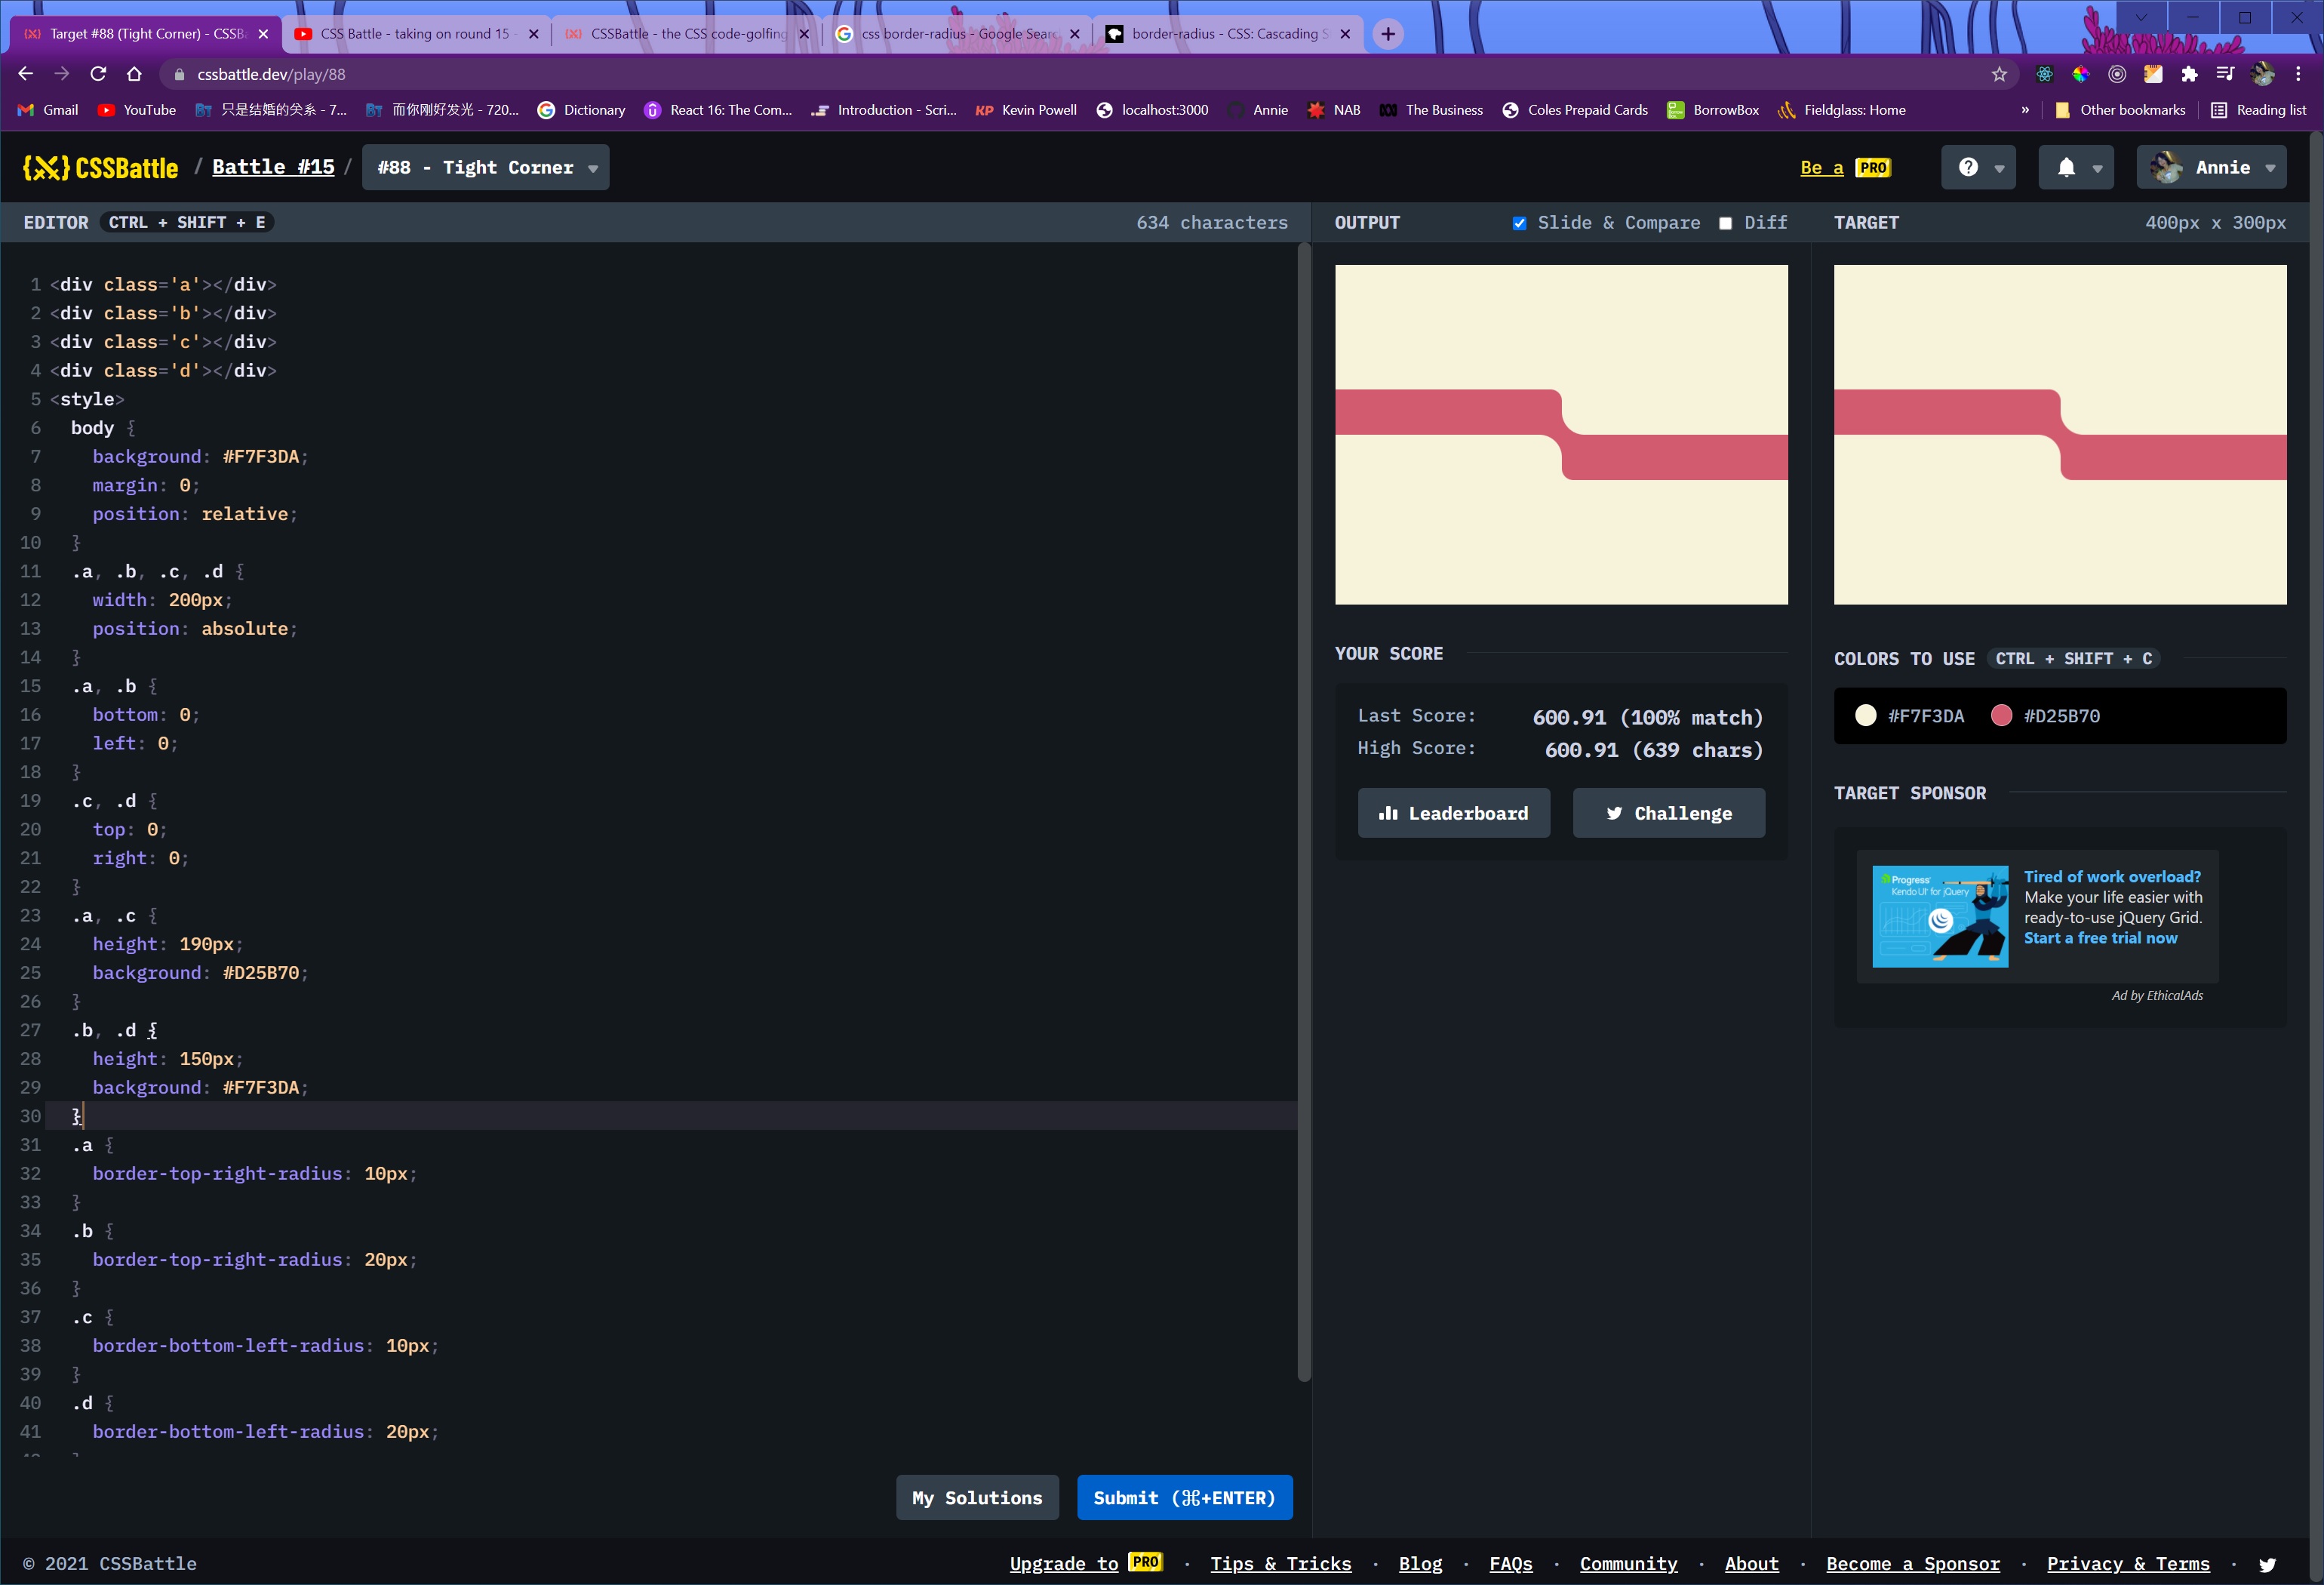 Target #88 (Tight Corner) - CSSB
CSS Battle - taking on round 15 -
CSSBattle - the CSS code-golfing
css border-radius - Google Searc
border-radius - CSS: Cascading S
cssbattle.dev/play/88
Gmail
YouTube
只是结婚的关系 - 7...
而你刚好发光 - 720...
Dictionary
React 16: The Com...
Introduction - Scri...
KP Kevin Powell
localhost:3000
Annie
NAB
The Business
Coles Prepaid Cards
BorrowBox
Fieldglass: Home
»
Other bookmarks
Reading list
CSSBattle / Battle #15 / #88 - Tight Corner
Be a PRO
Annie
EDITOR CTRL + SHIFT + E
634 characters
OUTPUT
Slide & Compare
Diff
TARGET
400px x 300px
1 <div class='a'></div>
2 <div class='b'></div>
3 <div class='c'></div>
4 <div class='d'></div>
5 <style>
6 body {
7 background: #F7F3DA;
8 margin: 0;
9 position: relative;
10 }
11 .a, .b, .c, .d {
12 width: 200px;
13 position: absolute;
14 }
15 .a, .b {
16 bottom: 0;
17 left: 0;
18 }
19 .c, .d {
20 top: 0;
21 right: 0;
22 }
23 .a, .c {
24 height: 190px;
25 background: #D25B70;
26 }
27 .b, .d {
28 height: 150px;
29 background: #F7F3DA;
30 }
31 .a {
32 border-top-right-radius: 10px;
33 }
34 .b {
35 border-top-right-radius: 20px;
36 }
37 .c {
38 border-bottom-left-radius: 10px;
39 }
40 .d {
41 border-bottom-left-radius: 20px;
My Solutions
Submit (⌘+ENTER)
YOUR SCORE
Last Score: 600.91 (100% match)
High Score: 600.91 (639 chars)
Leaderboard
Challenge
COLORS TO USE CTRL + SHIFT + C
#F7F3DA
#D25B70
TARGET SPONSOR
Progress
Kendo UI for jQuery
Tired of work overload?
Make your life easier with
ready-to-use jQuery Grid.
Start a free trial now
Ad by EthicalAds
© 2021 CSSBattle
Upgrade to PRO · Tips & Tricks · Blog · FAQs · Community · About · Become a Sponsor · Privacy & Terms ·